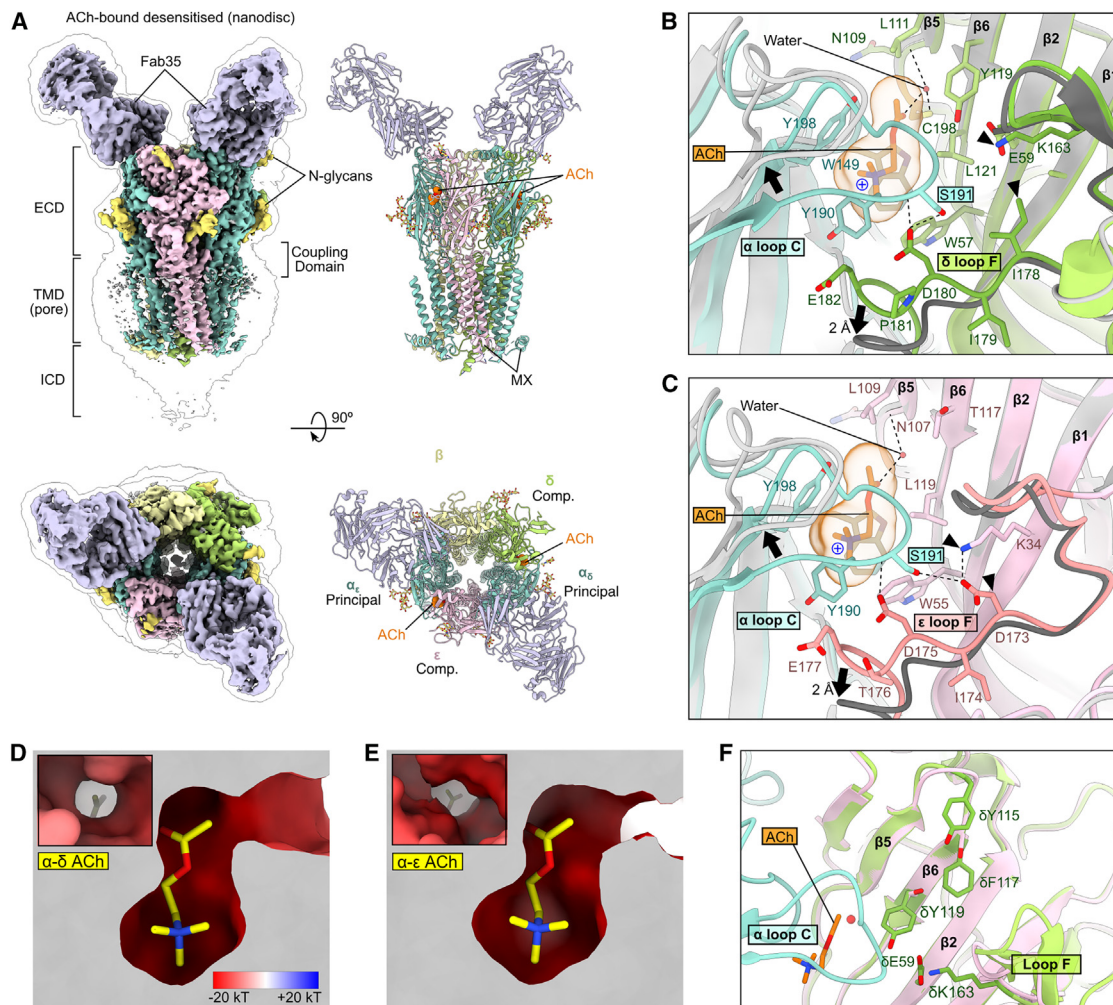 A
ACh-bound desensitised (nanodisc)
Fab35
ECD
TMD
(pore)
ICD
N-glycans
Coupling
Domain
ACh
MX
90º
β
δ
Comp.
ACh
αε
Principal
αδ
Principal
ACh
ε
Comp.
B
L111
β5
β6
β2
β1
N109
Water
Y119
Y198
C198
K163
E59
ACh
W149
L121
S191
Y190
W57
α loop C
δ loop F
I178
E182
D180
P181
2 Å
I179
C
L109
β5
β6
β2
β1
T117
N107
Water
L119
Y198
ACh
S191
K34
W55
Y190
α loop C
ε loop F
D173
D175
E177
T176
2 Å
I174
D
α-δ ACh
-20 kT
+20 kT
E
α-ε ACh
F
δY115
ACh
β5
β6
δF117
δY119
α loop C
β2
δE59
Loop F
δK163